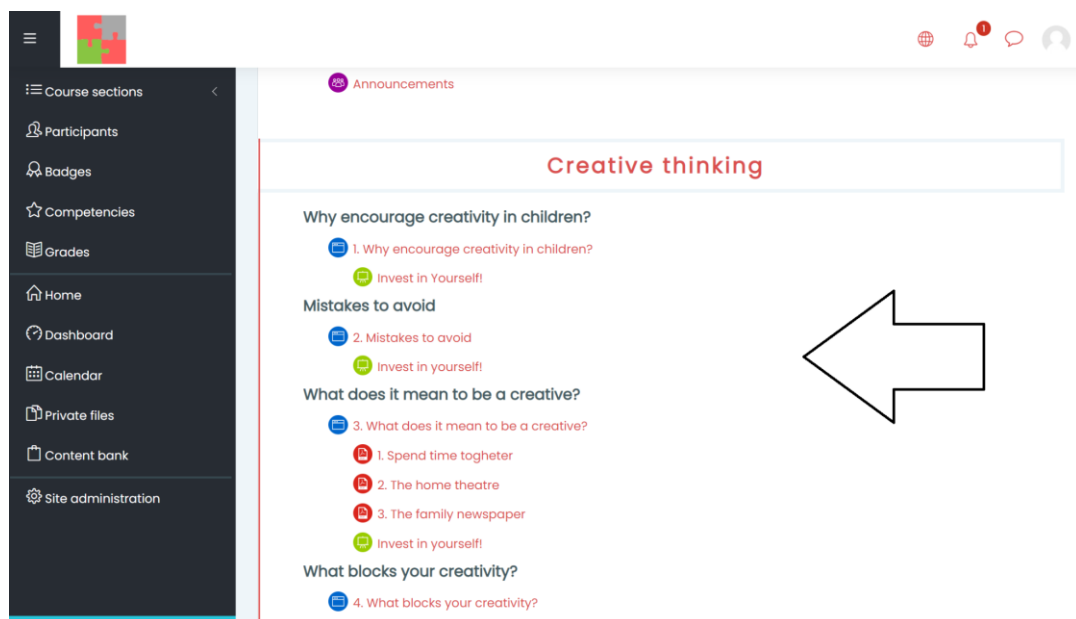 1
Course sections
Participants
Badges
Competencies
Grades
Home
Dashboard
Calendar
Private files
Content bank
Site administration
Announcements
Creative thinking
Why encourage creativity in children?
1. Why encourage creativity in children?
Invest in Yourself!
Mistakes to avoid
2. Mistakes to avoid
Invest in yourself!
What does it mean to be a creative?
3. What does it mean to be a creative?
1. Spend time togheter
2. The home theatre
3. The family newspaper
Invest in yourself!
What blocks your creativity?
4. What blocks your creativity?